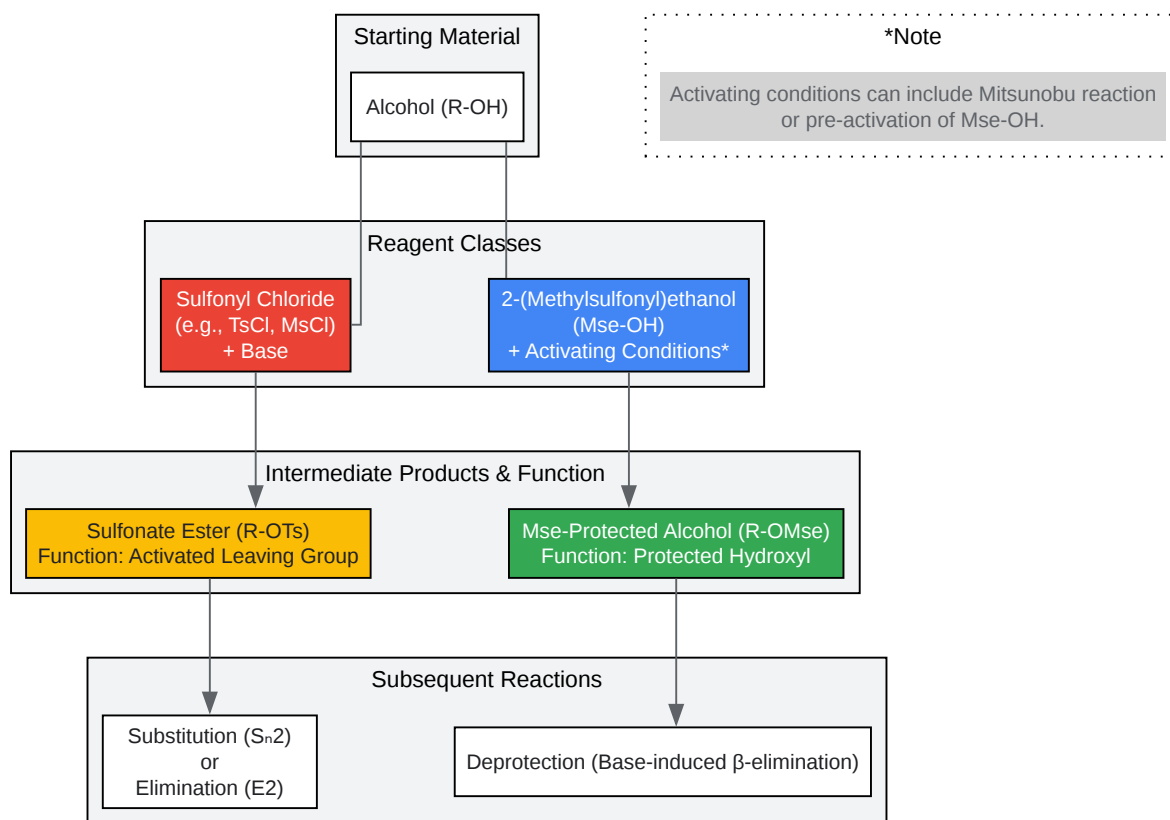 Starting Material
Alcohol (R-OH)
*Note
Activating conditions can include Mitsunobu reaction
or pre-activation of Mse-OH.
Reagent Classes
Sulfonyl Chloride
(e.g., TsCl, MsCl)
+ Base
2-(Methylsulfonyl)ethanol
(Mse-OH)
+ Activating Conditions*
Intermediate Products & Function
Sulfonate Ester (R-OTs)
Function: Activated Leaving Group
Mse-Protected Alcohol (R-OMse)
Function: Protected Hydroxyl
Subsequent Reactions
Substitution (Sₙ2)
or
Elimination (E2)
Deprotection (Base-induced β-elimination)